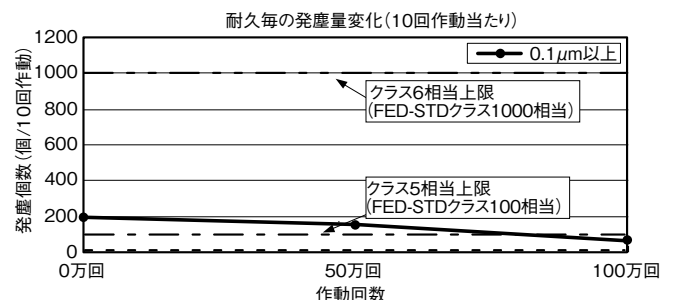 耐久毎の発塵量変化(10回作動当たり)
発塵個数(個/10回作動)
1200
1000
800
600
400
200
0
0.1μm以上
クラス6相当上限
(FED-STDクラス1000相当)
クラス5相当上限
(FED-STDクラス100相当)
0万回
50万回
100万回
作動回数